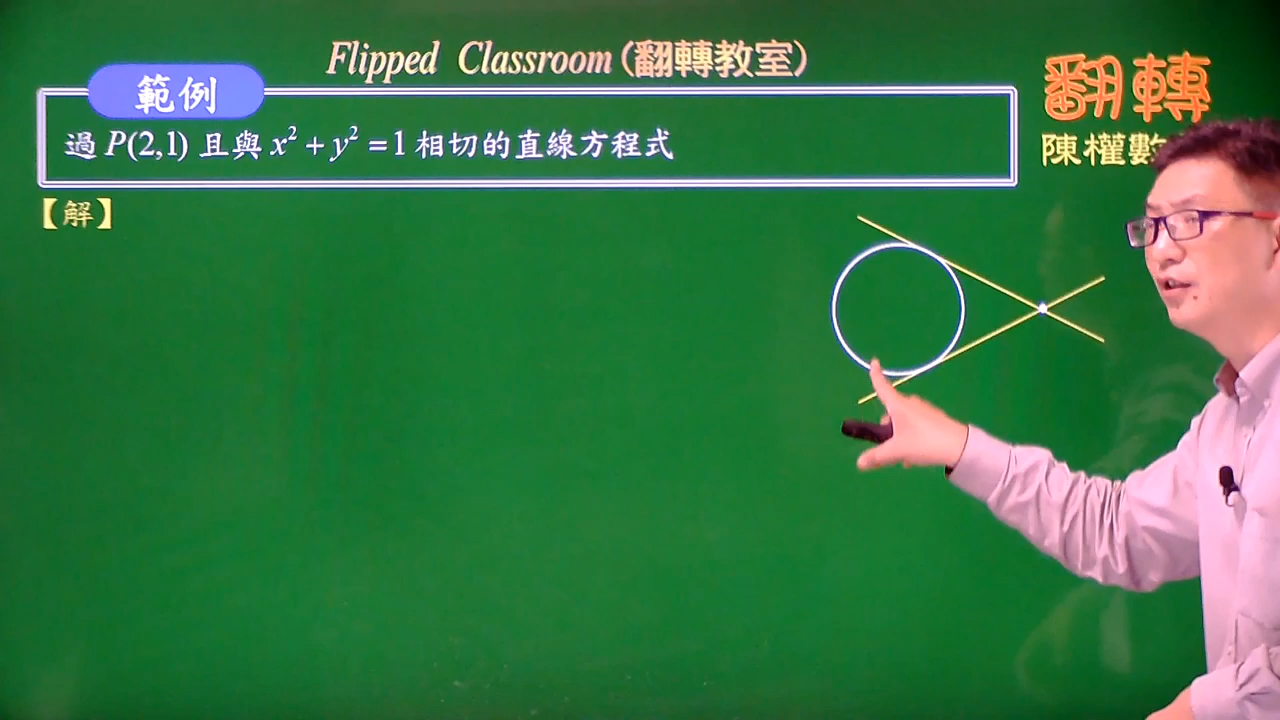 Flipped Classroom (翻轉教室)
翻轉
陳權數
範例
過 P(2,1) 且與 x² + y² = 1 相切的直線方程式
【解】